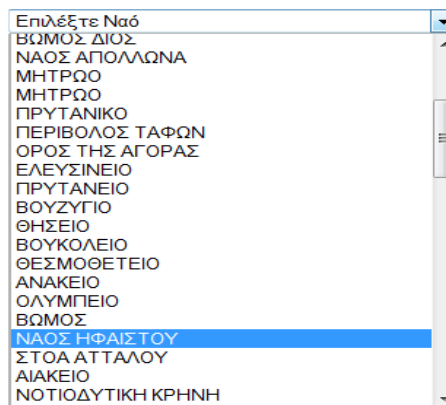 Επιλέξτε Ναό
ΒΩΜΟΣ ΔΙΟΣ
ΝΑΟΣ ΑΠΟΛΛΩΝΑ
ΜΗΤΡΩΟ
ΜΗΤΡΩΟ
ΠΡΥΤΑΝΙΚΟ
ΠΕΡΙΒΟΛΟΣ ΤΑΦΩΝ
ΟΡΟΣ ΤΗΣ ΑΓΟΡΑΣ
ΕΛΕΥΣΙΝΕΙΟ
ΠΡΥΤΑΝΕΙΟ
ΒΟΥΖΥΓΙΟ
ΘΗΣΕΙΟ
ΒΟΥΚΟΛΕΙΟ
ΘΕΣΜΟΘΕΤΕΙΟ
ΑΝΑΚΕΙΟ
ΟΛΥΜΠΕΙΟ
ΒΩΜΟΣ
ΝΑΟΣ ΗΦΑΙΣΤΟΥ
ΣΤΟΑ ΑΤΤΑΛΟΥ
ΑΙΑΚΕΙΟ
ΝΟΤΙΟΔΥΤΙΚΗ ΚΡΗΝΗ